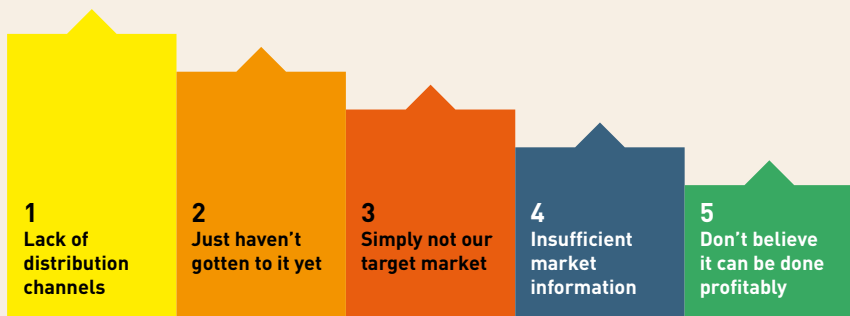 1
Lack of
distribution
channels
2
Just haven’t
gotten to it yet
3
Simply not our
target market
4
Insufficient
market
information
5
Don’t believe
it can be done
profitably